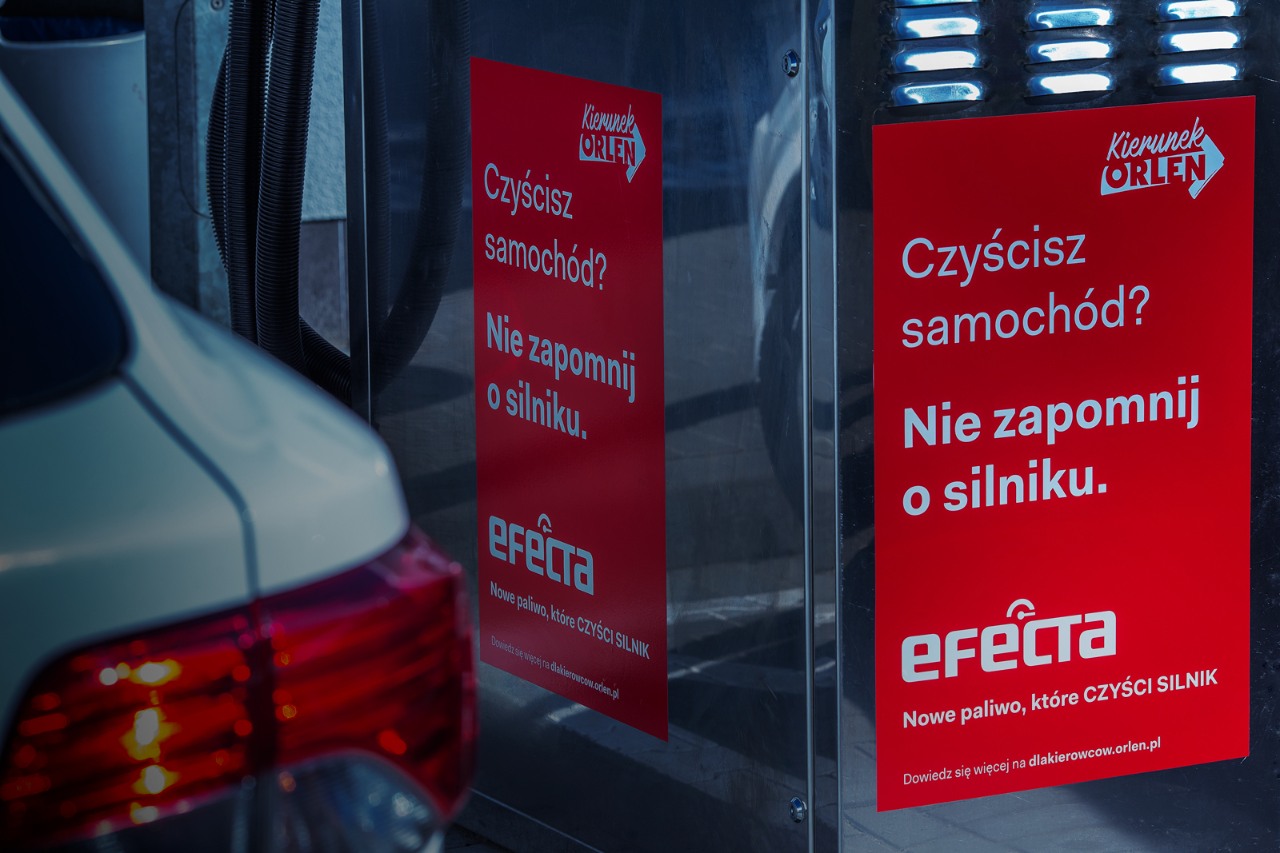 Kierunek
ORLEN
Czyścisz
samochód?
Nie zapomnij
o silniku.
efecta
Nowe paliwo, które CZYŚCI SILNIK
Dowiedz się więcej na dlakierowcow.orlen.pl
Kierunek
ORLEN
Czyścisz
samochód?
Nie zapomnij
o silniku.
efecta
Nowe paliwo, które CZYŚCI SILNIK
Dowiedz się więcej na dlakierowcow.orlen.pl